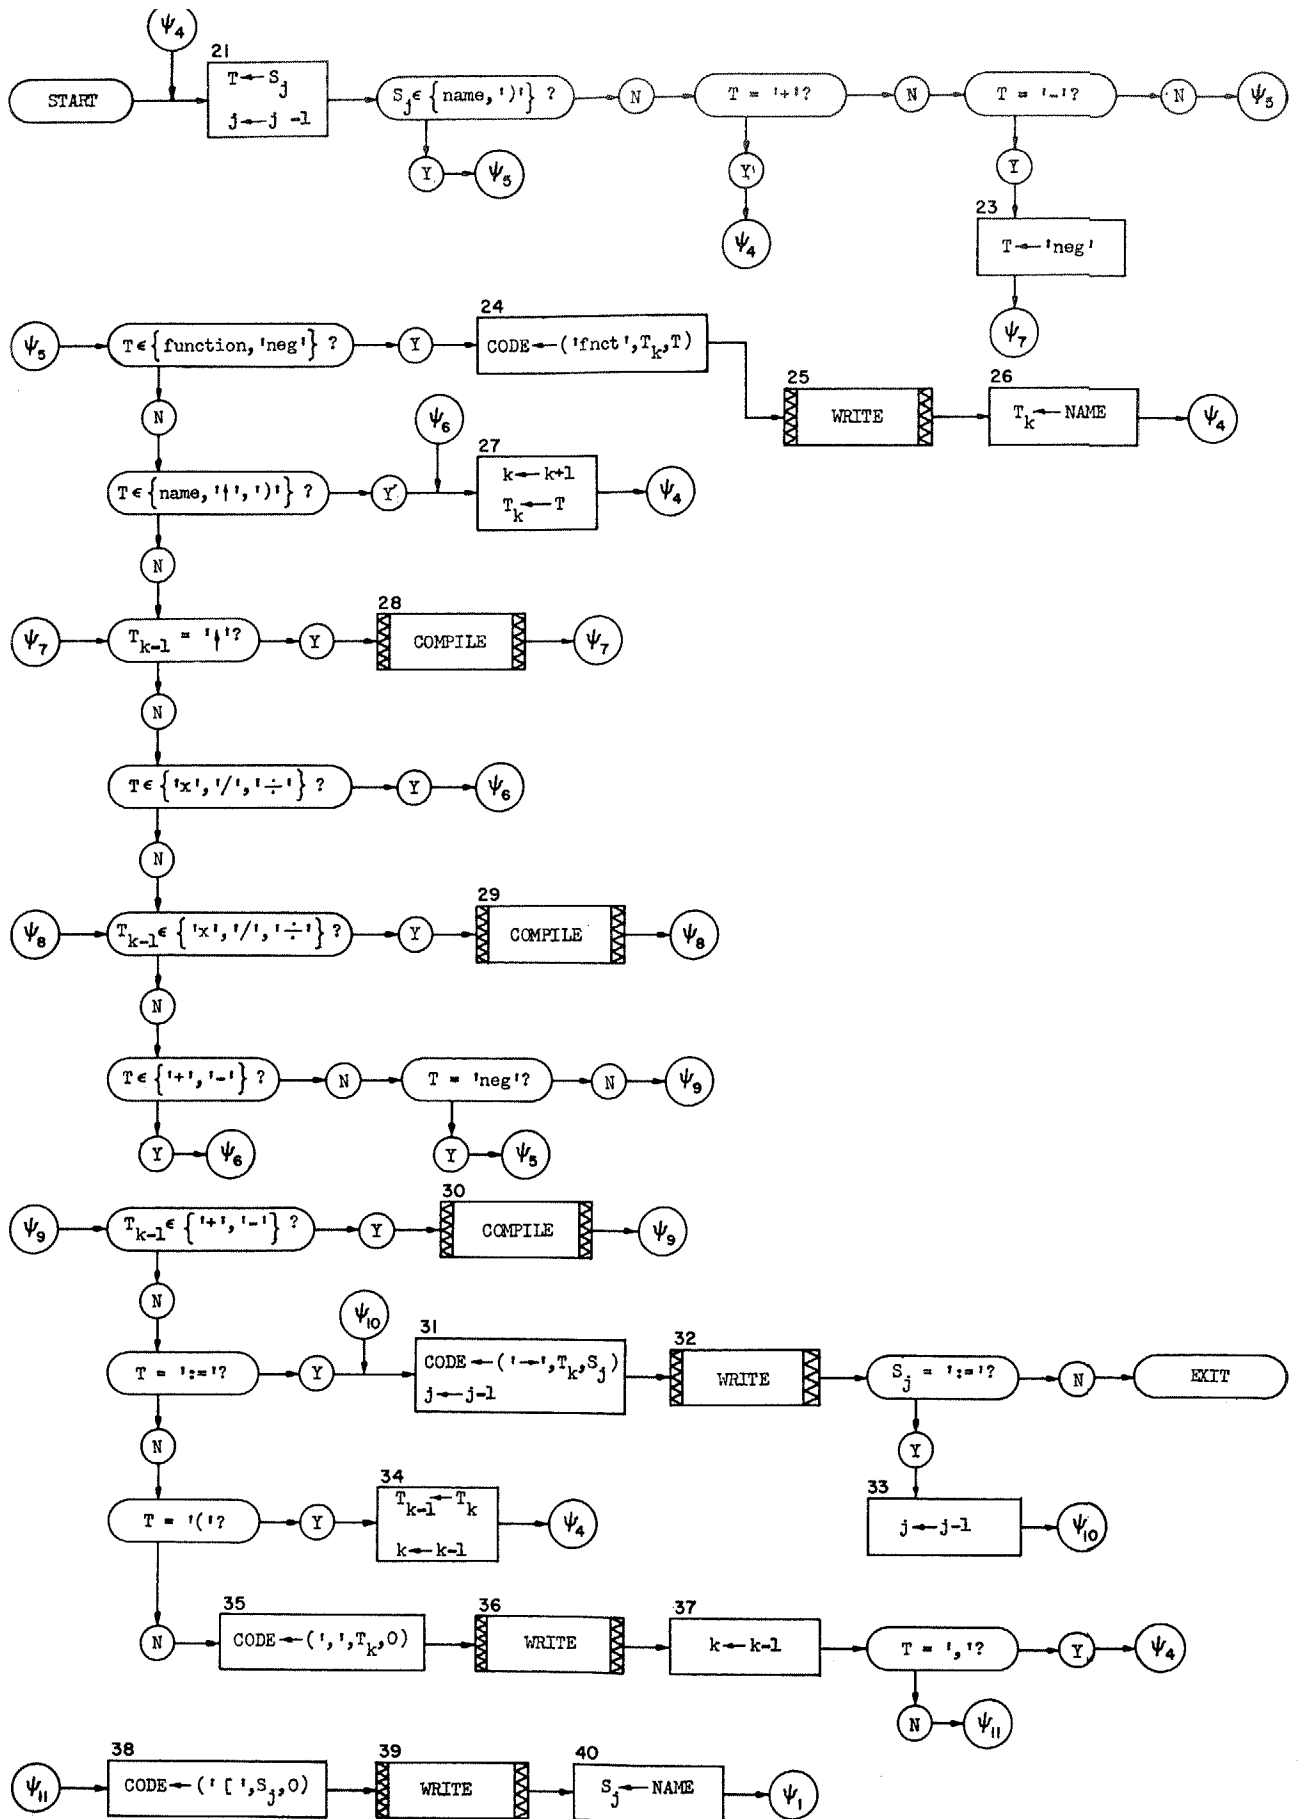 ψ4
21
START
T ← Sj
j ← j -1
Sj ϵ {name,')'} ?
N
T = '+'?
N
T = '-'?
N
ψ5
Y
ψ5
Y
ψ4
Y
23
T ← 'neg'
ψ7
ψ5
T ϵ {function,'neg'} ?
Y
24
CODE ← ('fnct',Tk,T)
25
WRITE
26
Tk ← NAME
ψ4
N
ψ6
T ϵ {name,'↑',')'} ?
Y
27
k ← k+1
Tk ← T
ψ4
N
ψ7
Tk-1 = '↑'?
Y
28
COMPILE
ψ7
N
T ϵ {'x','/','÷'} ?
Y
ψ6
N
ψ8
Tk-1 ϵ {'x','/','÷'} ?
Y
29
COMPILE
ψ8
N
T ϵ {'+','-'} ?
N
T = 'neg'?
N
ψ9
Y
ψ6
Y
ψ5
ψ9
Tk-1 ϵ {'+','-'} ?
Y
30
COMPILE
ψ9
N
ψ10
T = ':='?
Y
31
CODE ← ('→',Tk,Sj)
j ← j-1
32
WRITE
Sj = ':='?
N
EXIT
N
Y
T = '('?
Y
34
Tk-1 ← Tk
k ← k-1
ψ4
33
j ← j-1
ψ10
N
35
CODE ← (',',Tk,0)
36
WRITE
37
k ← k-1
T = ','?
Y
ψ4
N
ψ11
ψ11
38
CODE ← ('[',Sj,0)
39
WRITE
40
Sj ← NAME
ψ1